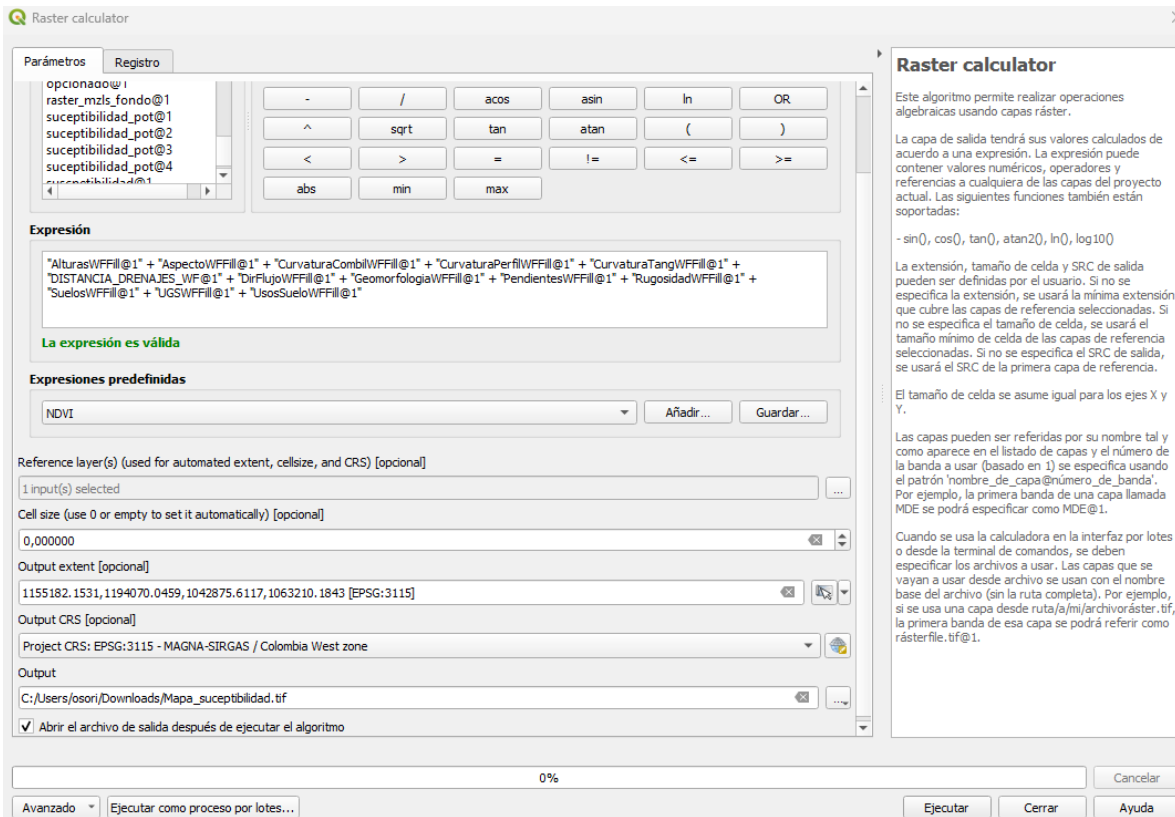 Raster calculator
Parámetros
Registro
opcionado@1
raster_mzls_fondo@1
suceptibilidad_pot@1
suceptibilidad_pot@2
suceptibilidad_pot@3
suceptibilidad_pot@4
- / acos asin ln OR
^ sqrt tan atan ( )
< > = != <= >=
abs min max
Expresión
"AlturasWFFill@1" + "AspectoWFFill@1" + "CurvaturaCombilWFFill@1" + "CurvaturaPerfilWFFill@1" + "CurvaturaTangWFFill@1" +
"DISTANCIA_DRENAJES_WF@1" + "DirFlujoWFFill@1" + "GeomorfologiaWFFill@1" + "PendientesWFFill@1" + "RugosidadWFFill@1" +
"SuelosWFFill@1" + "UGSWFFill@1" + "UsosSueloWFFill@1"
La expresión es válida
Expresiones predefinidas
NDVI
Añadir...
Guardar...
Reference layer(s) (used for automated extent, cellsize, and CRS) [opcional]
1 input(s) selected
...
Cell size (use 0 or empty to set it automatically) [opcional]
0,000000
Output extent [opcional]
1155182.1531,1194070.0459,1042875.6117,1063210.1843 [EPSG:3115]
Output CRS [opcional]
Project CRS: EPSG:3115 - MAGNA-SIRGAS / Colombia West zone
Output
C:/Users/osori/Downloads/Mapa_suceptibilidad.tif
...
Abrir el archivo de salida después de ejecutar el algoritmo
Raster calculator
Este algoritmo permite realizar operaciones
algebraicas usando capas ráster.
La capa de salida tendrá sus valores calculados de
acuerdo a una expresión. La expresión puede
contener valores numéricos, operadores y
referencias a cualquiera de las capas del proyecto
actual. Las siguientes funciones también están
soportadas:
- sin(), cos(), tan(), atan2(), ln(), log10()
La extensión, tamaño de celda y SRC de salida
pueden ser definidas por el usuario. Si no se
especifica la extensión, se usará la mínima extensión
que cubre las capas de referencia seleccionadas. Si
no se especifica el tamaño de celda, se usará el
tamaño mínimo de celda de las capas de referencia
seleccionadas. Si no se especifica el SRC de salida,
se usará el SRC de la primera capa de referencia.
El tamaño de celda se asume igual para los ejes X y
Y.
Las capas pueden ser referidas por su nombre tal y
como aparece en el listado de capas y el número de
la banda a usar (basado en 1) se especifica usando
el patrón 'nombre_de_capa@número_de_banda'.
Por ejemplo, la primera banda de una capa llamada
MDE se podrá especificar como MDE@1.
Cuando se usa la calculadora en la interfaz por lotes
o desde la terminal de comandos, se deben
especificar los archivos a usar. Las capas que se
vayan a usar desde archivo se usan con el nombre
base del archivo (sin la ruta completa). Por ejemplo,
si se usa una capa desde ruta/a/mi/archivoráster.tif,
la primera banda de esa capa se podrá referir como
rásterfile.tif@1.
0%
Cancelar
Avanzado
Ejecutar como proceso por lotes...
Ejecutar
Cerrar
Ayuda